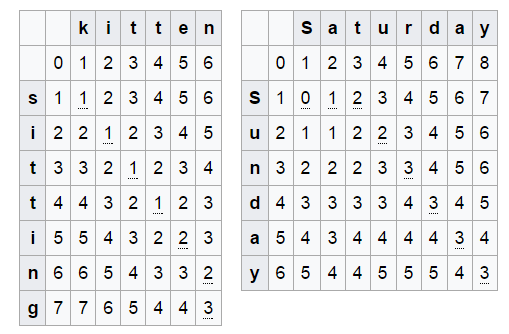 k i t t e n
0 1 2 3 4 5 6
s 1 1 2 3 4 5 6
i 2 2 1 2 3 4 5
t 3 3 2 1 2 3 4
t 4 4 3 2 1 2 3
i 5 5 4 3 2 2 3
n 6 6 5 4 3 3 2
g 7 7 6 5 4 4 3
S a t u r d a y
0 1 2 3 4 5 6 7 8
S 1 0 1 2 3 4 5 6 7
u 2 1 1 2 2 3 4 5 6
n 3 2 2 2 3 3 4 5 6
d 4 3 3 3 3 4 3 4 5
a 5 4 3 4 4 4 4 3 4
y 6 5 4 4 5 5 5 4 3